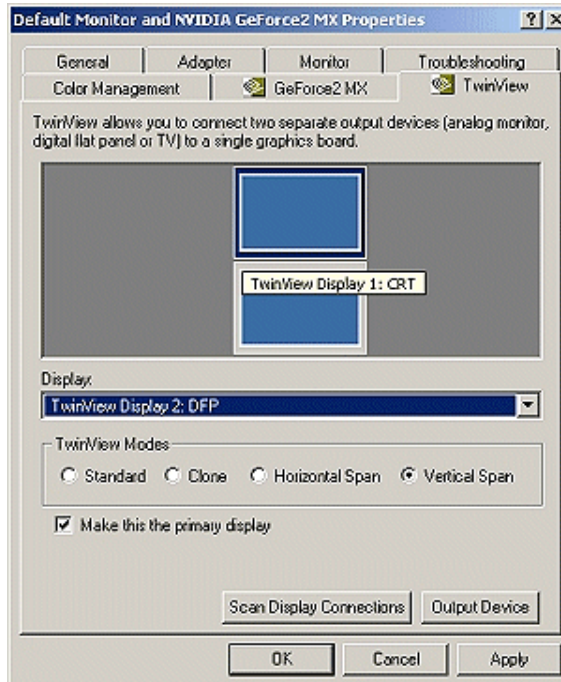 Default Monitor and NVIDIA GeForce2 MX Properties
General Adapter Monitor Troubleshooting
Color Management GeForce2 MX TwinView
TwinView allows you to connect two separate output devices (analog monitor,
digital flat panel or TV) to a single graphics board.
TwinView Display 1: CRT
Display:
TwinView Display 2: DFP
TwinView Modes
Standard Clone Horizontal Span Vertical Span
Make this the primary display
Scan Display Connections Output Device
OK Cancel Apply